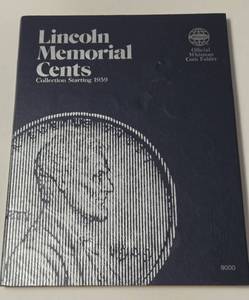 Lincoln
Memorial
Cents
Collection Starting 1959
Official
Whitman
Coin Folder
9000